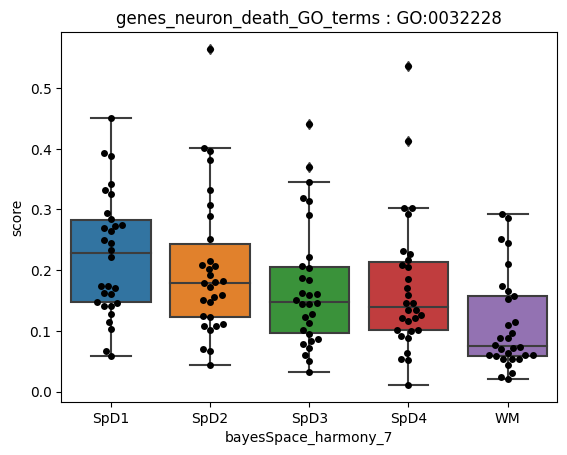 genes_neuron_death_GO_terms : GO:0032228
score
0.5
0.4
0.3
0.2
0.1
0.0
SpD1 SpD2 SpD3 SpD4 WM
bayesSpace_harmony_7